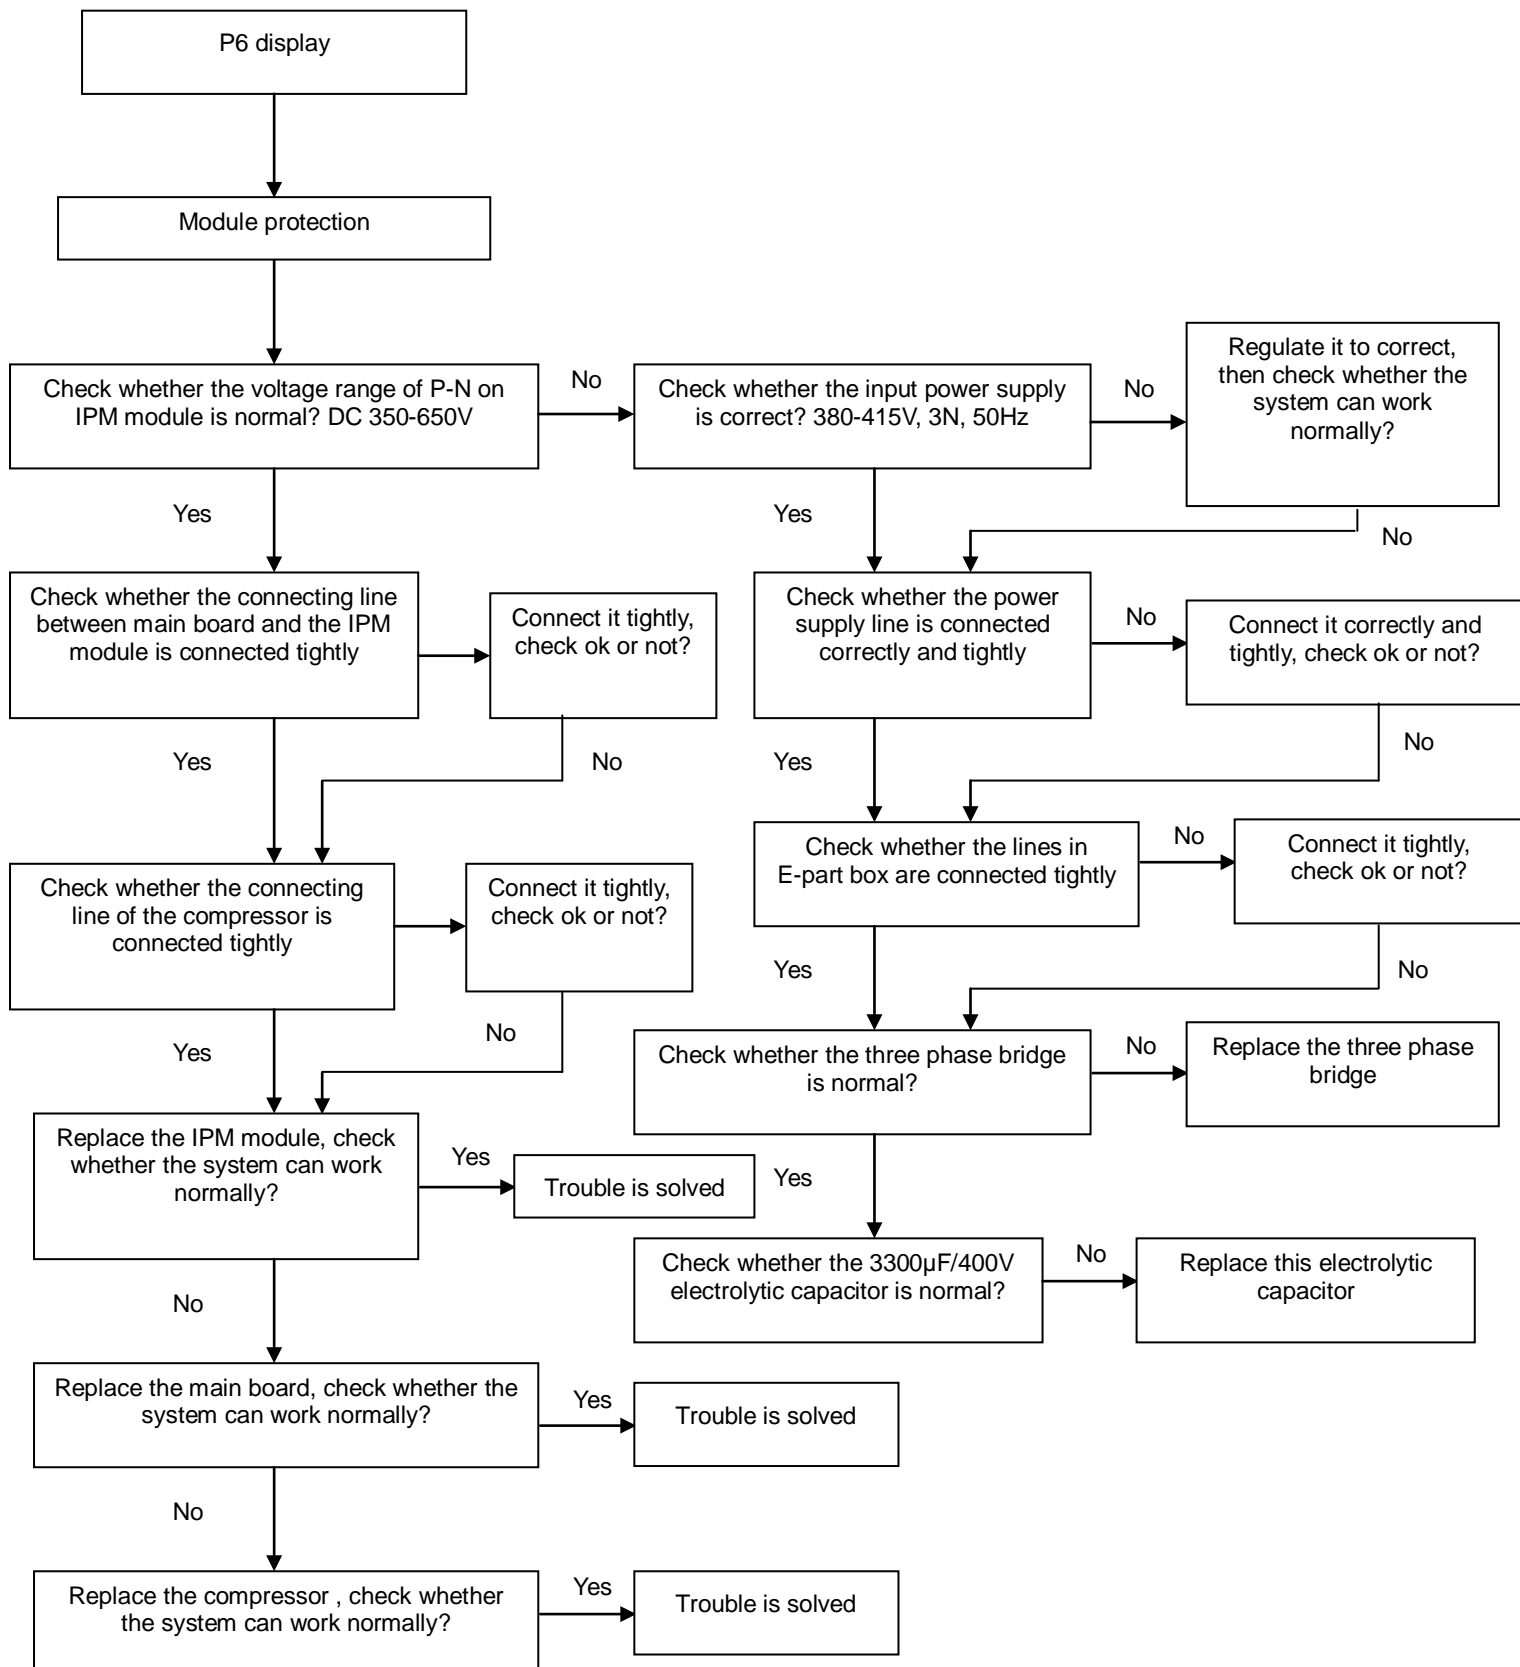 P6 display
Module protection
Check whether the voltage range of P-N on
IPM module is normal? DC 350-650V
No
Check whether the input power supply
is correct? 380-415V, 3N, 50Hz
No
Regulate it to correct,
then check whether the
system can work
normally?
Yes
Yes
No
Check whether the connecting line
between main board and the IPM
module is connected tightly
Connect it tightly,
check ok or not?
Check whether the power
supply line is connected
correctly and tightly
No
Connect it correctly and
tightly, check ok or not?
Yes
No
Yes
No
Check whether the connecting
line of the compressor is
connected tightly
Connect it tightly,
check ok or not?
Check whether the lines in
E-part box are connected tightly
No
Connect it tightly,
check ok or not?
Yes
No
Yes
No
Check whether the three phase bridge
is normal?
No
Replace the three phase
bridge
Replace the IPM module, check
whether the system can work
normally?
Yes
Trouble is solved
Yes
Check whether the 3300μF/400V
electrolytic capacitor is normal?
No
Replace this electrolytic
capacitor
No
Replace the main board, check whether the
system can work normally?
Yes
Trouble is solved
No
Replace the compressor , check whether
the system can work normally?
Yes
Trouble is solved